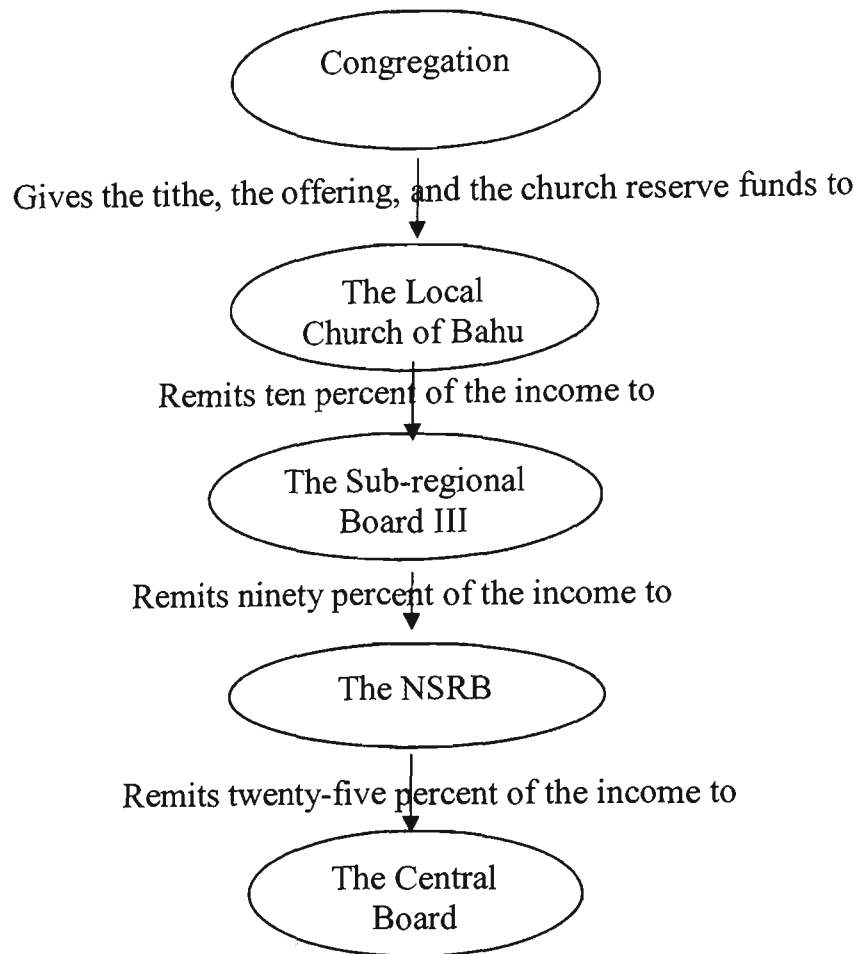 Congregation
Gives the tithe, the offering, and the church reserve funds to
The Local
Church of Bahu
Remits ten percent of the income to
The Sub-regional
Board III
Remits ninety percent of the income to
The NSRB
Remits twenty-five percent of the income to
The Central
Board